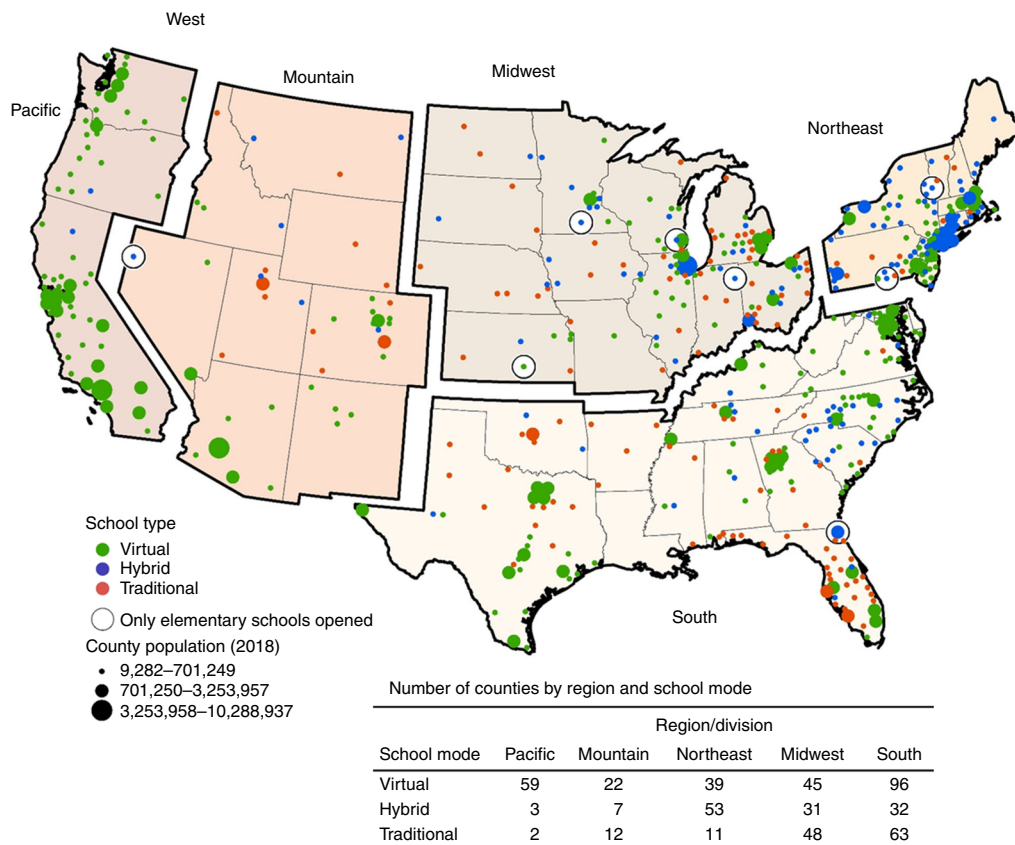 West
Mountain
Midwest
Pacific
Northeast
South
School type
Virtual
Hybrid
Traditional
Only elementary schools opened
County population (2018)
9,282–701,249
701,250–3,253,957
3,253,958–10,288,937
Number of counties by region and school mode
Region/division
School mode Pacific Mountain Northeast Midwest South
Virtual 59 22 39 45 96
Hybrid 3 7 53 31 32
Traditional 2 12 11 48 63